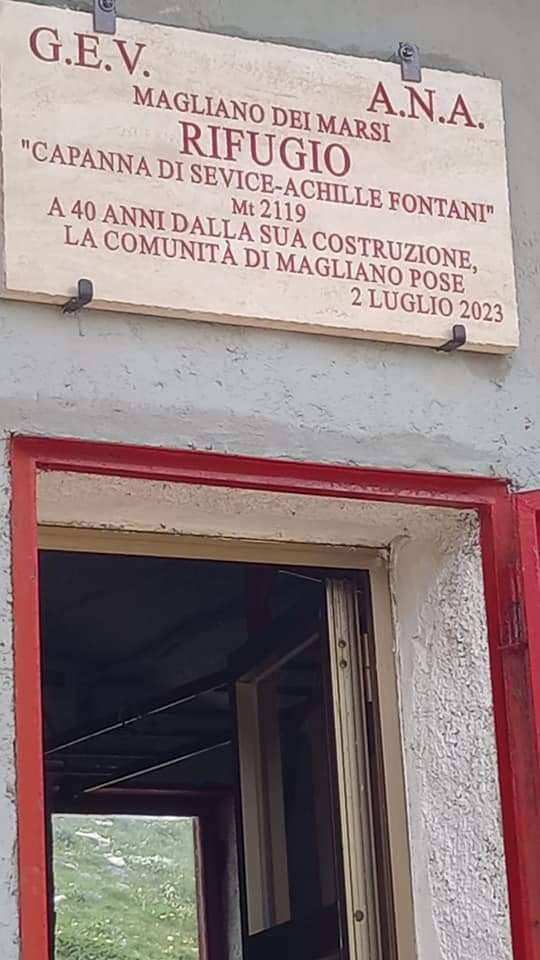 G.E.V.
A.N.A.
MAGLIANO DEI MARSI
RIFUGIO
"CAPANNA DI SEVICE-ACHILLE FONTANI"
Mt 2119
A 40 ANNI DALLA SUA COSTRUZIONE,
LA COMUNITÀ DI MAGLIANO POSE
2 LUGLIO 2023